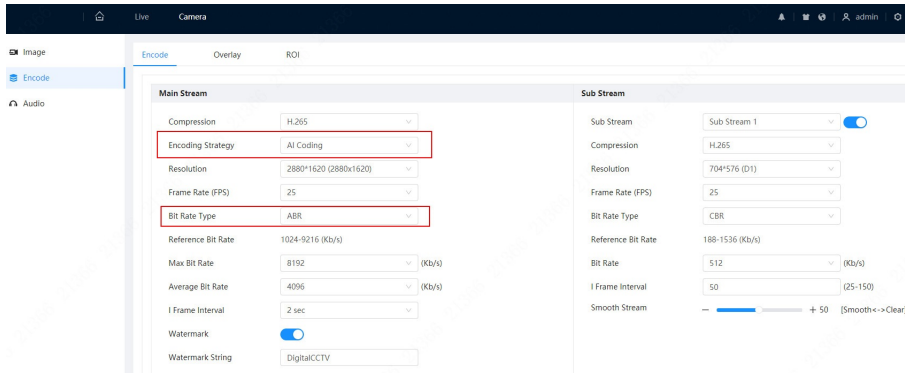 Live Camera admin
Image
Encode
Audio
Encode Overlay ROI
Main Stream
Compression H.265
Encoding Strategy AI Coding
Resolution 2880*1620 (2880x1620)
Frame Rate (FPS) 25
Bit Rate Type ABR
Reference Bit Rate 1024-9216 (Kb/s)
Max Bit Rate 8192 (Kb/s)
Average Bit Rate 4096 (Kb/s)
I Frame Interval 2 sec
Watermark
Watermark String DigitalCCTV
Sub Stream
Sub Stream Sub Stream 1
Compression H.265
Resolution 704*576 (D1)
Frame Rate (FPS) 25
Bit Rate Type CBR
Reference Bit Rate 188-1536 (Kb/s)
Bit Rate 512 (Kb/s)
I Frame Interval 50 (25-150)
Smooth Stream − + 50 [Smooth<->Clear]